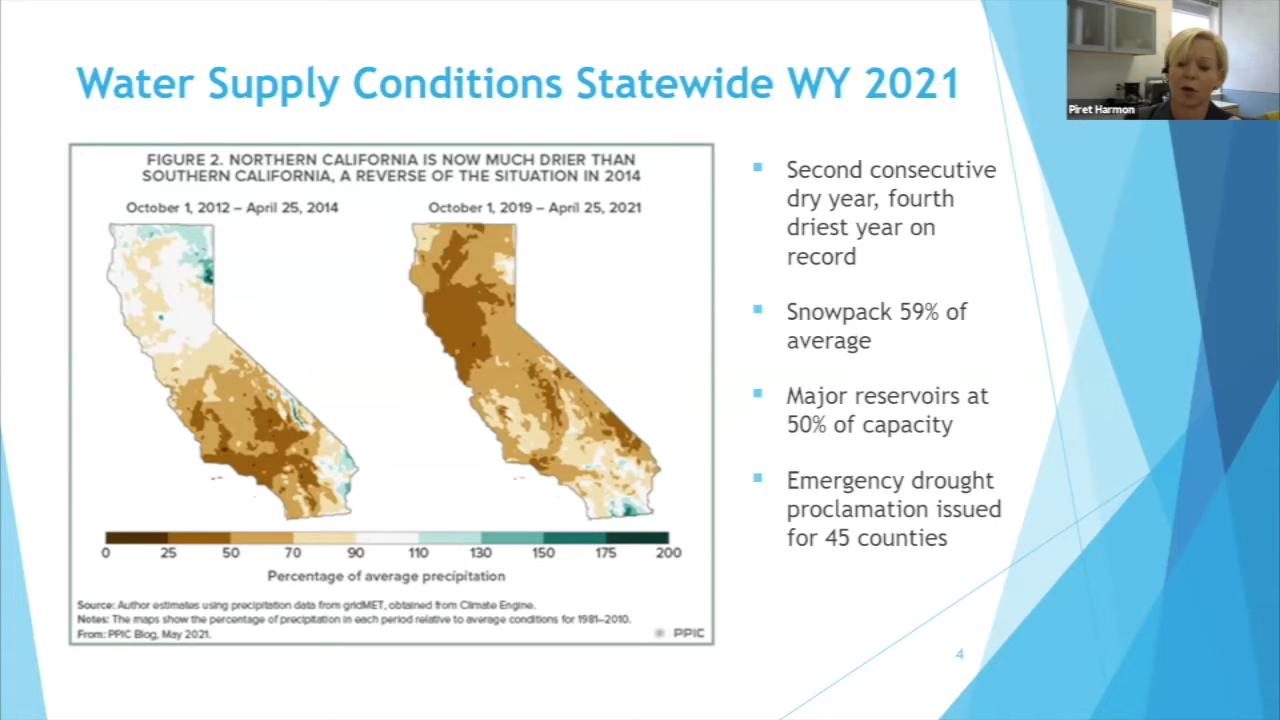 Water Supply Conditions Statewide WY 2021
Piret Harmon
FIGURE 2. NORTHERN CALIFORNIA IS NOW MUCH DRIER THAN
SOUTHERN CALIFORNIA, A REVERSE OF THE SITUATION IN 2014
October 1, 2012 – April 25, 2014
October 1, 2019 – April 25, 2021
0 25 50 70 90 110 130 150 175 200
Percentage of average precipitation
Source: Author estimates using precipitation data from gridMET, obtained from Climate Engine.
Notes: The maps show the percentage of precipitation in each period relative to average conditions for 1981–2010.
From: PPIC Blog, May 2021.
PPIC
Second consecutive
dry year, fourth
driest year on
record
Snowpack 59% of
average
Major reservoirs at
50% of capacity
Emergency drought
proclamation issued
for 45 counties
4